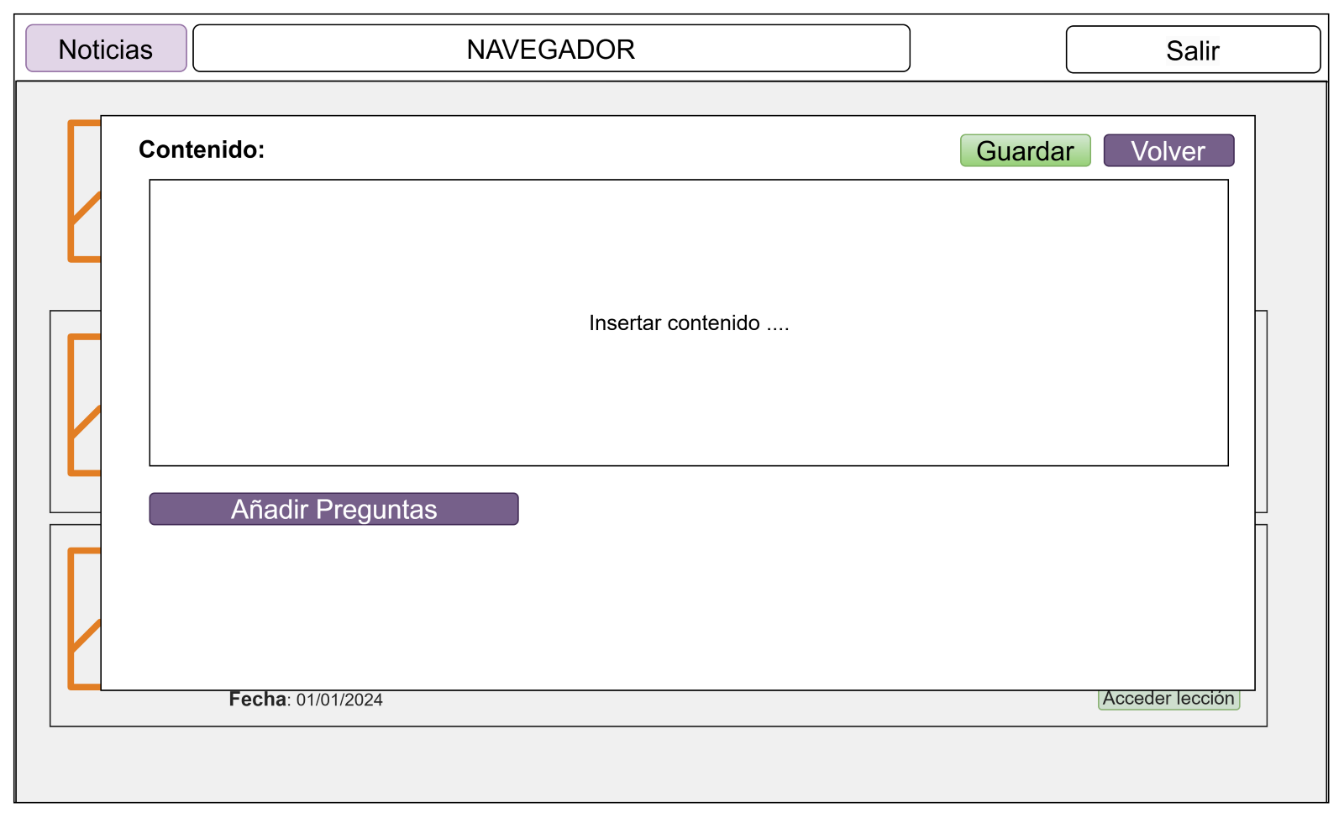 Noticias
NAVEGADOR
Salir
Contenido:
Guardar
Volver
Insertar contenido ....
Añadir Preguntas
Fecha: 01/01/2024
Acceder lección